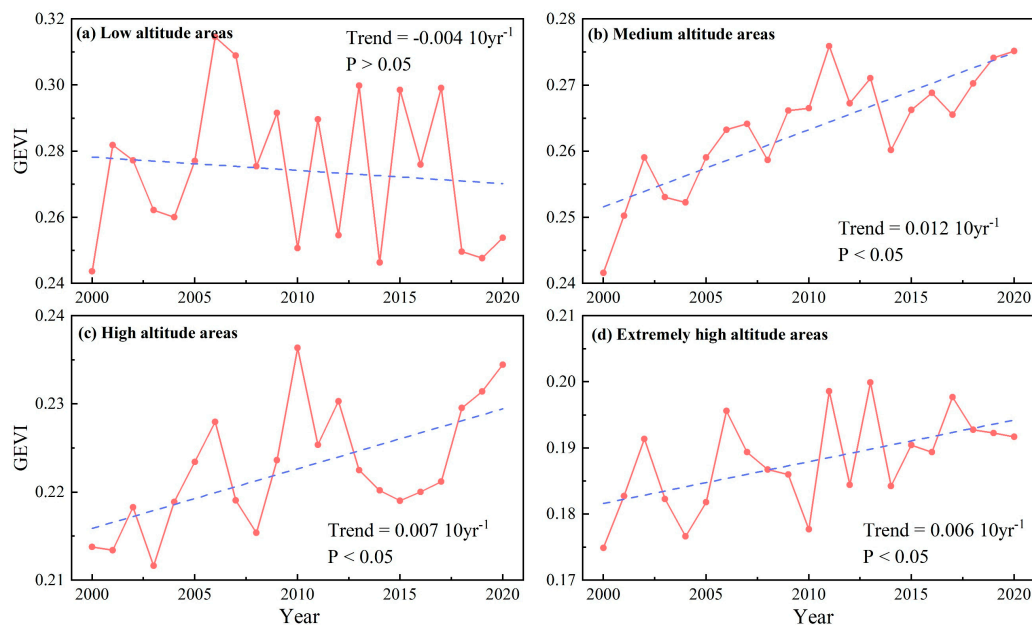 (a) Low altitude areas
Trend = -0.004 10yr⁻¹
P > 0.05
GEVI
0.32
0.30
0.28
0.26
0.24
2000 2005 2010 2015 2020
(b) Medium altitude areas
Trend = 0.012 10yr⁻¹
P < 0.05
0.28
0.27
0.26
0.25
0.24
2000 2005 2010 2015 2020
(c) High altitude areas
Trend = 0.007 10yr⁻¹
P < 0.05
GEVI
0.24
0.23
0.22
0.21
2000 2005 2010 2015 2020
Year
(d) Extremely high altitude areas
Trend = 0.006 10yr⁻¹
P < 0.05
0.21
0.20
0.19
0.18
0.17
2000 2005 2010 2015 2020
Year